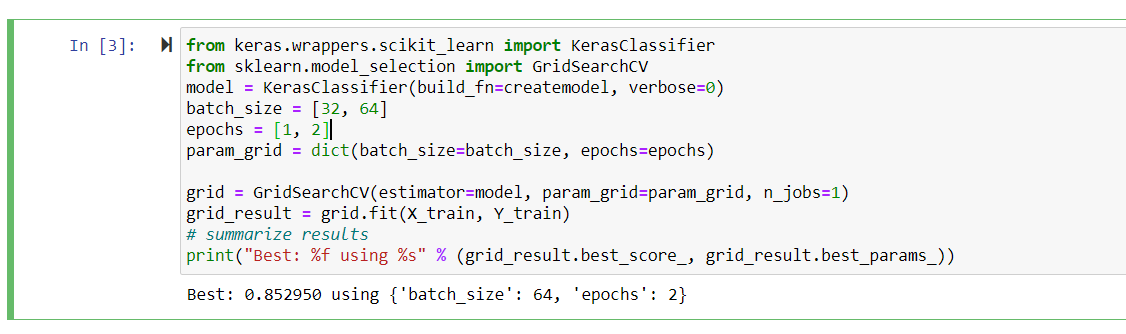 In [3]:
from keras.wrappers.scikit_learn import KerasClassifier
from sklearn.model_selection import GridSearchCV
model = KerasClassifier(build_fn=createmodel, verbose=0)
batch_size = [32, 64]
epochs = [1, 2]
param_grid = dict(batch_size=batch_size, epochs=epochs)
grid = GridSearchCV(estimator=model, param_grid=param_grid, n_jobs=1)
grid_result = grid.fit(X_train, Y_train)
# summarize results
print("Best: %f using %s" % (grid_result.best_score_, grid_result.best_params_))
Best: 0.852950 using {'batch_size': 64, 'epochs': 2}